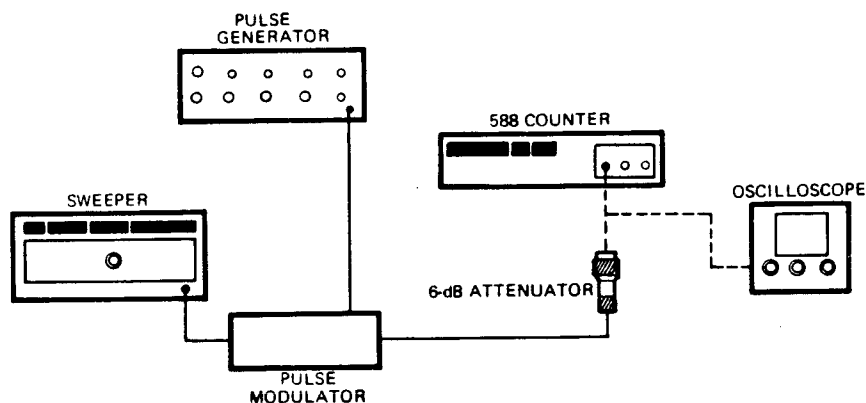 PULSE
GENERATOR
588 COUNTER
SWEEPER
OSCILLOSCOPE
6-dB ATTENUATOR
PULSE
MODULATOR